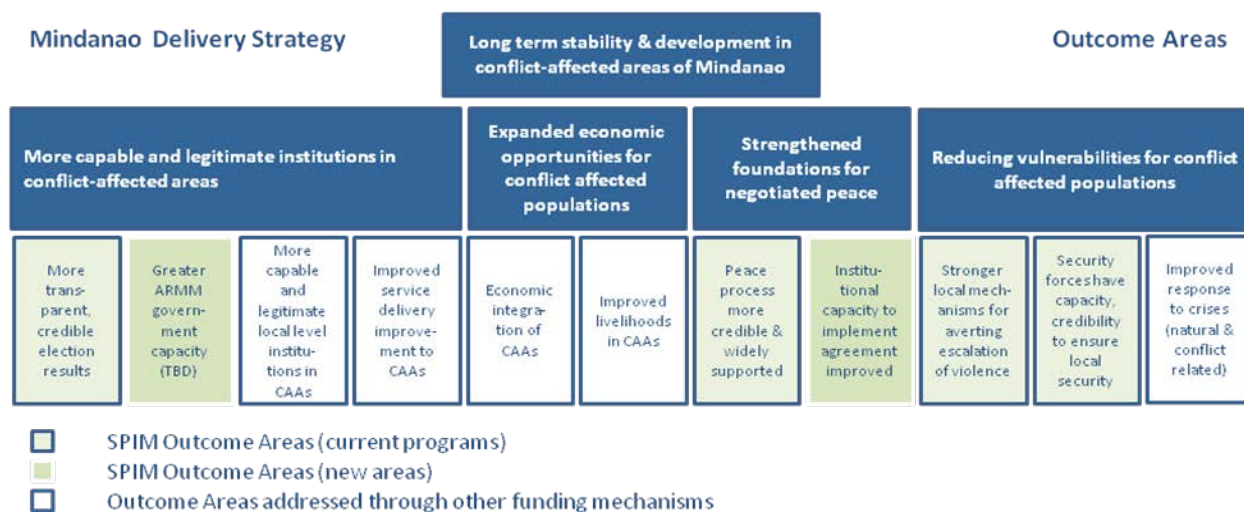 Mindanao Delivery Strategy
Long term stability & development in
conflict-affected areas of Mindanao
Outcome Areas
More capable and legitimate institutions in
conflict-affected areas
Expanded economic
opportunities for
conflict affected
populations
Strengthened
foundations for
negotiated peace
Reducing vulnerabilities for conflict
affected populations
More
trans-
parent,
credible
election
results
Greater
ARMM
govern-
ment
capacity
(TBD)
More
capable
and
legitimate
local level
institu-
tions in
CAAs
Improved
service
delivery
improve-
ment to
CAAs
Economic
integra-
tion of
CAAs
Improved
livelihoods
in CAAs
Peace
process
more
credible &
widely
supported
Institu-
tional
capacity to
implement
agreement
improved
Stronger
local mech-
anisms for
averting
escalation
of violence
Security
forces have
capacity,
credibility
to ensure
local
security
Improved
response
to crises
(natural &
conflict
related)
SPIM Outcome Areas (current programs)
SPIM Outcome Areas (new areas)
Outcome Areas addressed through other funding mechanisms